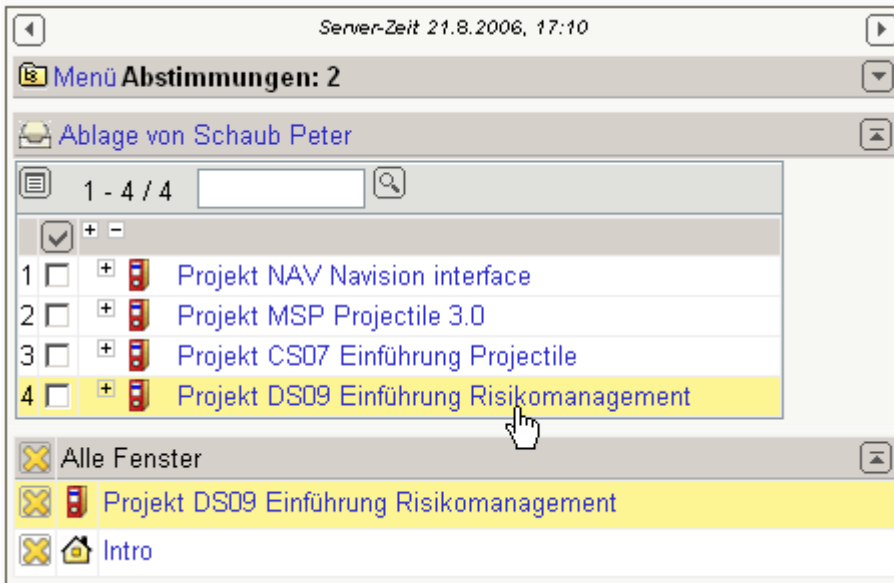 Server-Zeit 21.8.2006, 17:10
Menü Abstimmungen: 2
Ablage von Schaub Peter
1 - 4 / 4
1 Projekt NAV Navision interface
2 Projekt MSP Projectile 3.0
3 Projekt CS07 Einführung Projectile
4 Projekt DS09 Einführung Risikomanagement
Alle Fenster
Projekt DS09 Einführung Risikomanagement
Intro